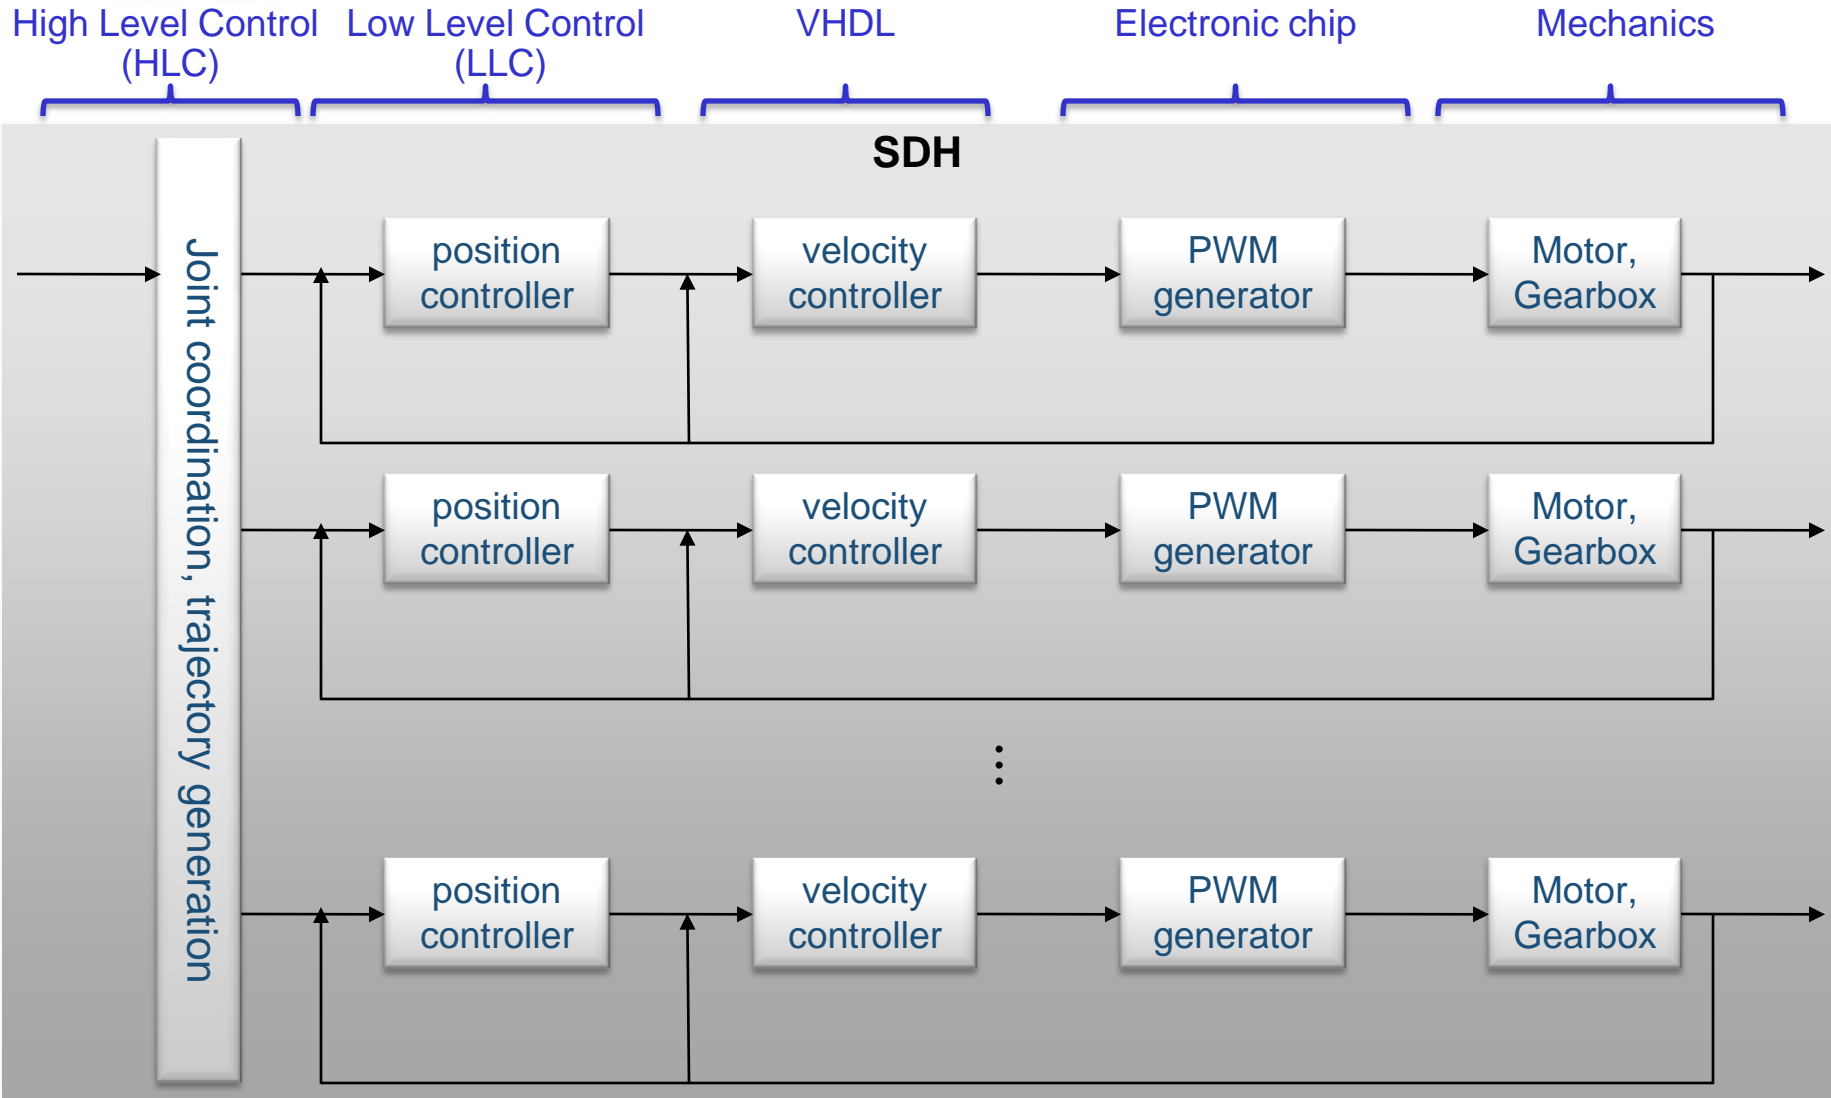 High Level Control
(HLC)
Low Level Control
(LLC)
VHDL
Electronic chip
Mechanics
SDH
Joint coordination, trajectory generation
position
controller
velocity
controller
PWM
generator
Motor,
Gearbox
position
controller
velocity
controller
PWM
generator
Motor,
Gearbox
⋮
position
controller
velocity
controller
PWM
generator
Motor,
Gearbox